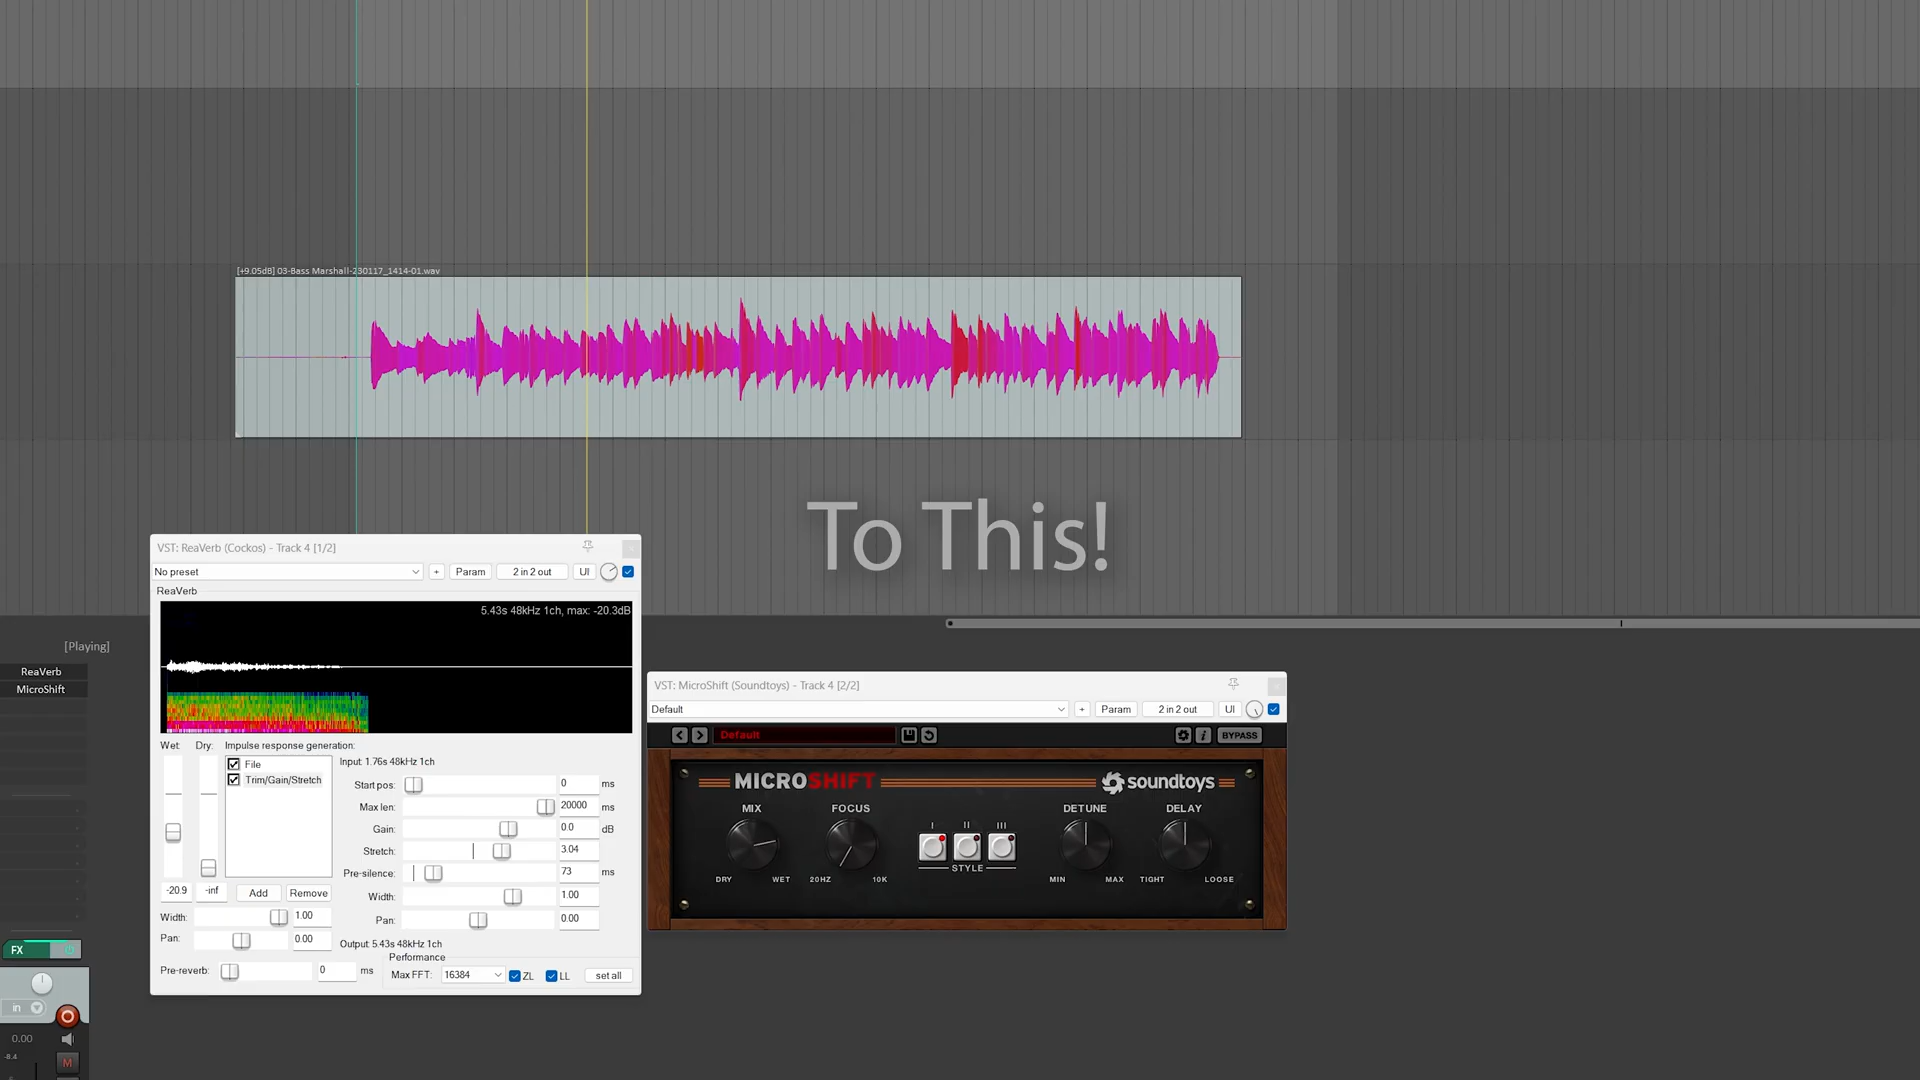 [+9.05dB] 03-Bass Marshall-230117_1414-01.wav
To This!
VST: ReaVerb (Cockos) - Track 4 [1/2]
No preset
+
Param
2 in 2 out
UI
ReaVerb
5.43s 48kHz 1ch, max: -20.3dB
[Playing]
ReaVerb
MicroShift
Wet:
Dry:
Impulse response generation:
File
Trim/Gain/Stretch
Input: 1.76s 48kHz 1ch
Start pos:
0
ms
Max len:
20000
ms
Gain:
0.0
dB
Stretch:
3.04
Pre-silence:
73
ms
Width:
1.00
Pan:
0.00
-20.9
-inf
Add
Remove
Width:
1.00
Pan:
0.00
Output: 5.43s 48kHz 1ch
Performance
Pre-reverb:
0
ms
Max FFT:
16384
ZL
LL
set all
VST: MicroShift (Soundtoys) - Track 4 [2/2]
Default
+
Param
2 in 2 out
UI
Default
i
BYPASS
MICROSHIFT
soundtoys
MIX
FOCUS
DETUNE
DELAY
I
II
III
STYLE
DRY
WET
20HZ
10K
MIN
MAX
TIGHT
LOOSE
FX
in
0.00
-8.4
M